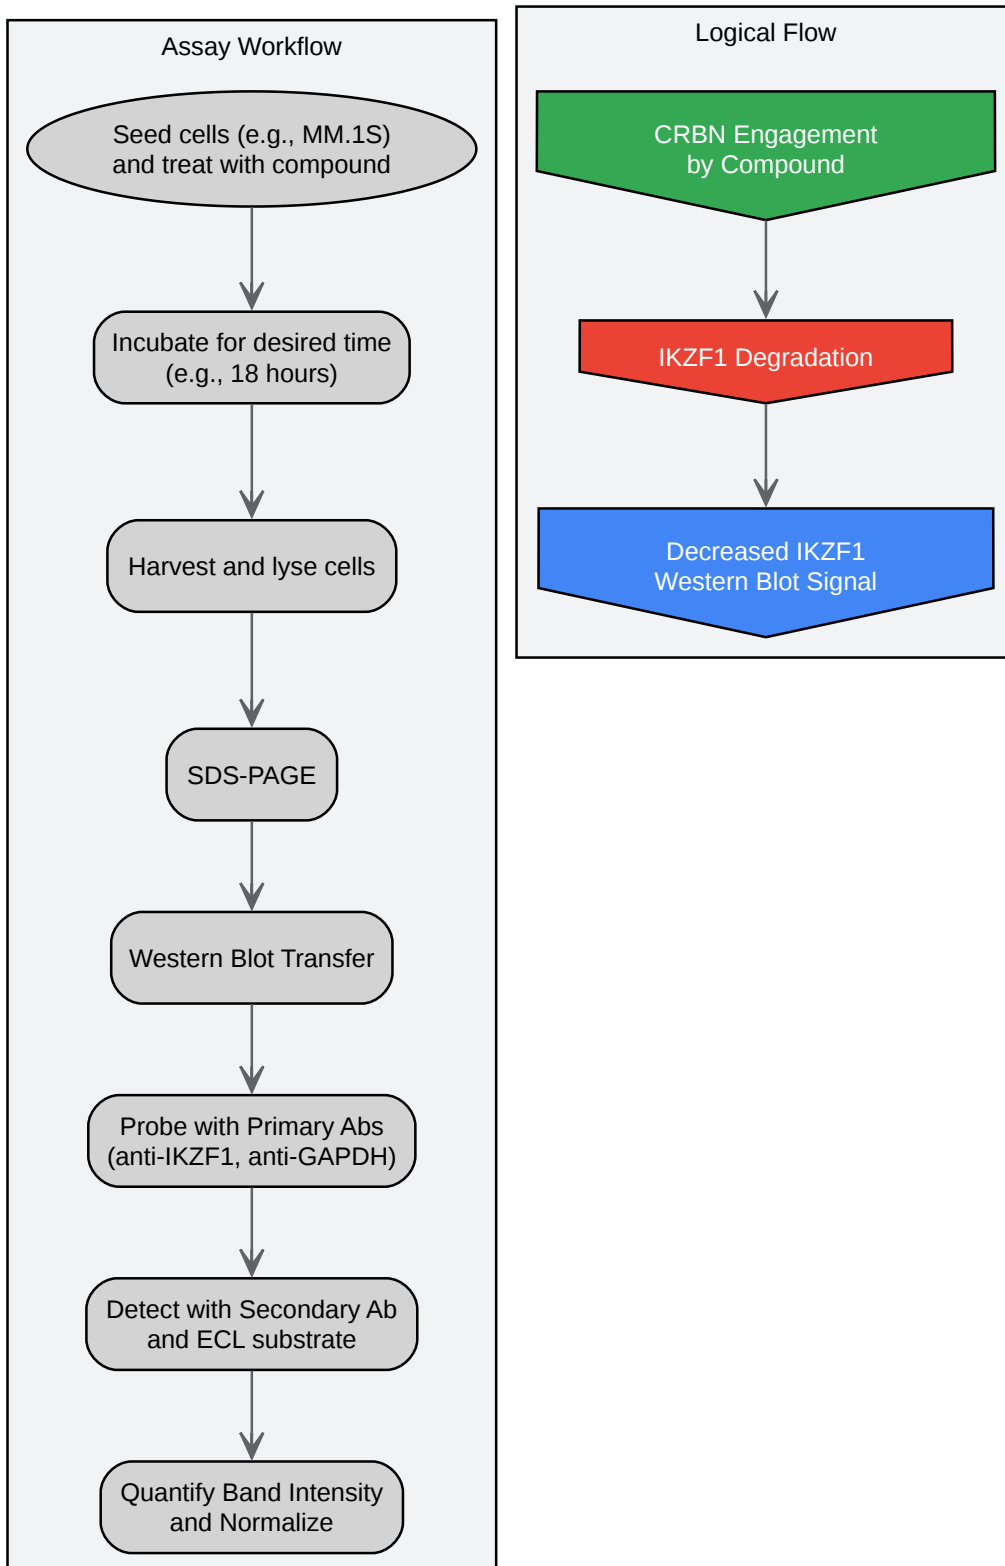 Assay Workflow
Seed cells (e.g., MM.1S)
and treat with compound
Incubate for desired time
(e.g., 18 hours)
Harvest and lyse cells
SDS-PAGE
Western Blot Transfer
Probe with Primary Abs
(anti-IKZF1, anti-GAPDH)
Detect with Secondary Ab
and ECL substrate
Quantify Band Intensity
and Normalize
Logical Flow
CRBN Engagement
by Compound
IKZF1 Degradation
Decreased IKZF1
Western Blot Signal